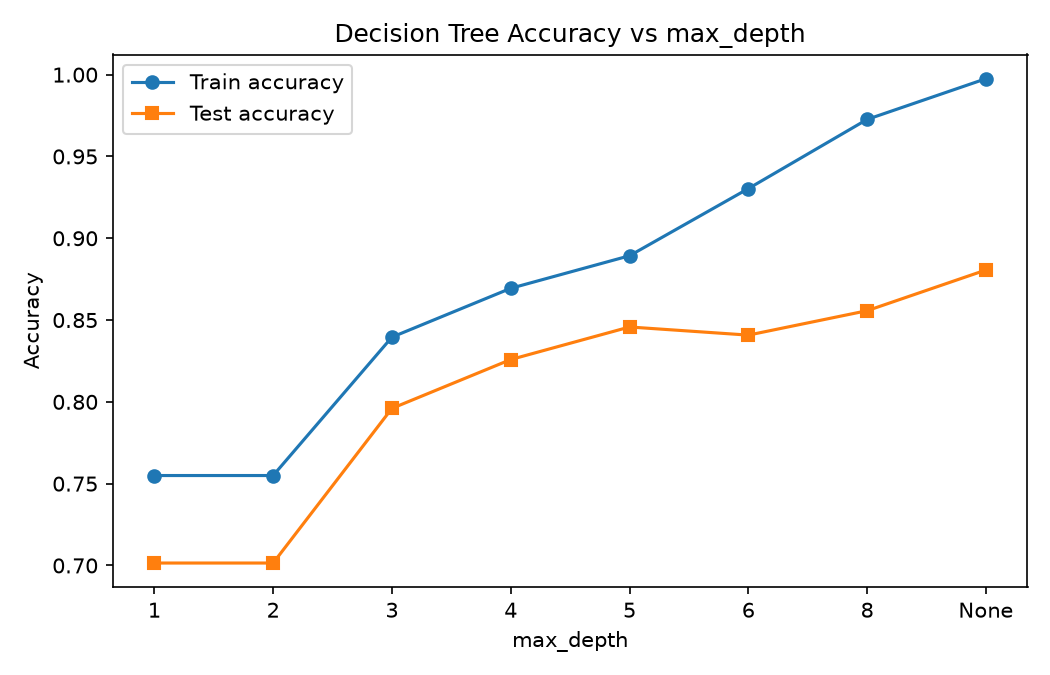 Decision Tree Accuracy vs max_depth
Train accuracy
Test accuracy
1.00
0.95
0.90
0.85
0.80
0.75
0.70
Accuracy
1 2 3 4 5 6 8 None
max_depth